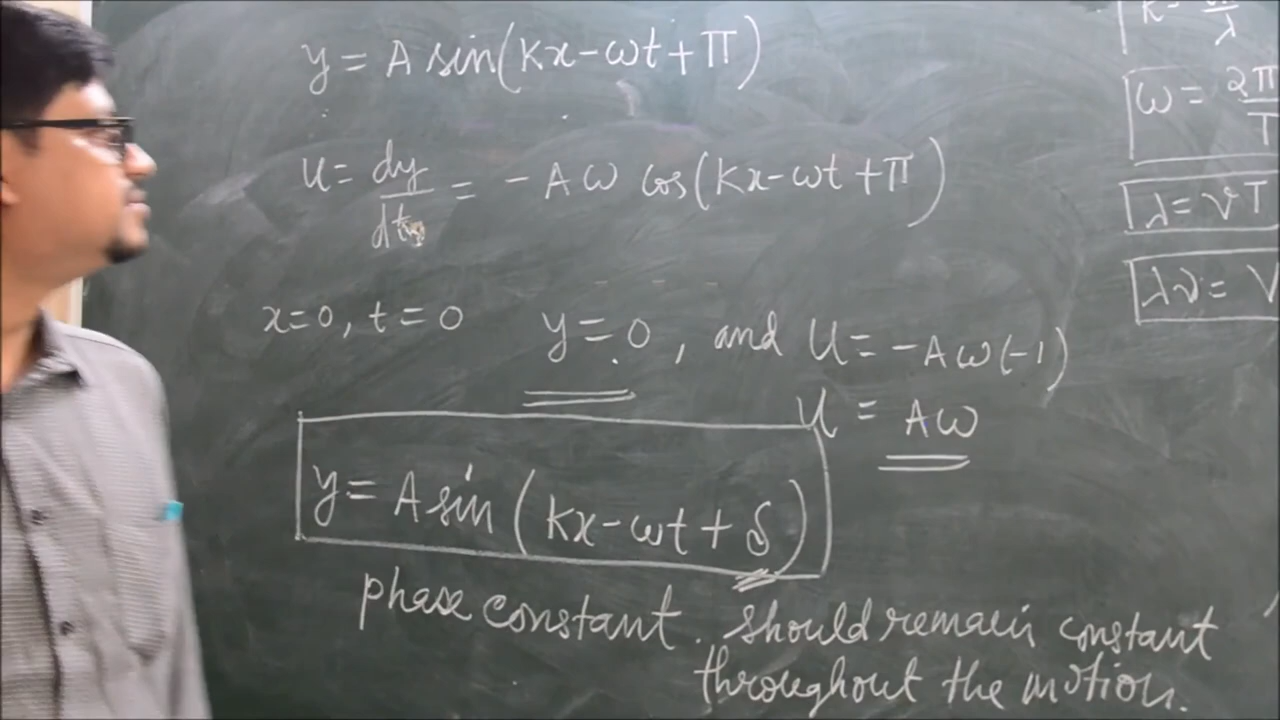 y = A sin(kx-ωt+π)
u = dy/dt = -Aω cos(kx-ωt+π)
x=0, t=0 y=0, and u= -Aω(-1)
u = Aω
y= A sin (kx-ωt+δ)
phase constant. should remain constant
throughout the motion.
ω= 2π/T
λ=vT
λν= V